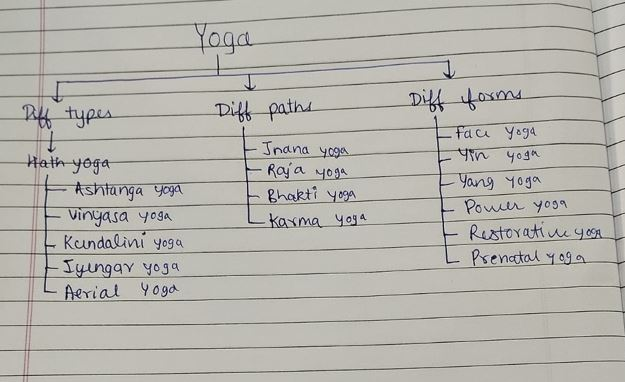 Yoga
Diff types
Hath yoga
Ashtanga yoga
Vinyasa yoga
Kundalini yoga
Iyengar yoga
Aerial Yoga
Diff paths
Jnana yoga
Raja yoga
Bhakti yoga
Karma yoga
Diff forms
Face Yoga
Yin yoga
Yang yoga
Power yoga
Restorative yoga
Prenatal yoga